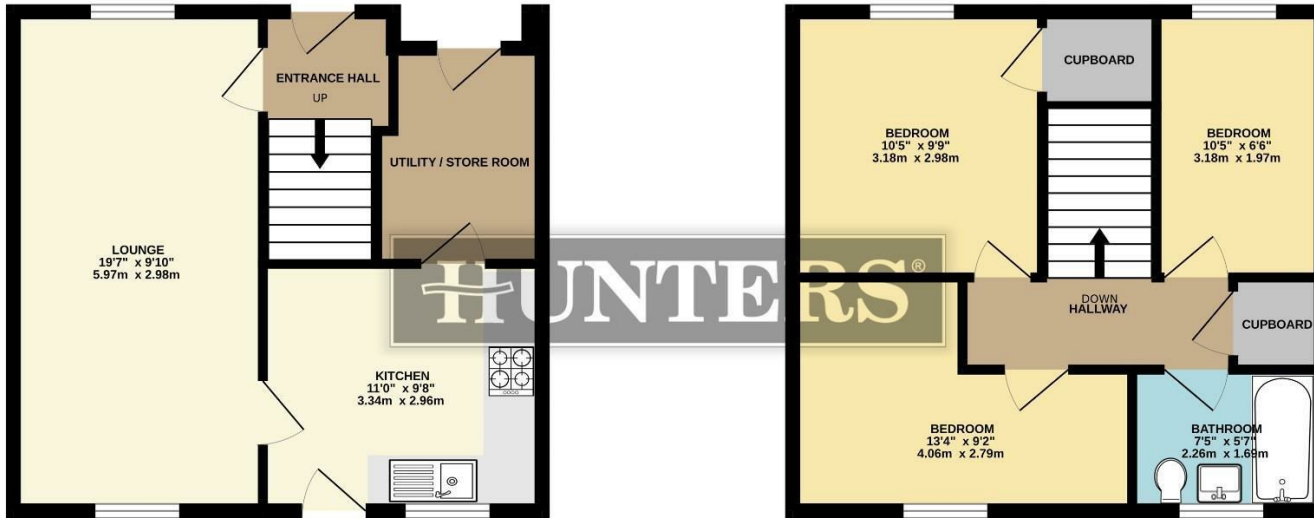 ENTRANCE HALL
UP
UTILITY / STORE ROOM
LOUNGE
19'7" x 9'10"
5.97m x 2.98m
KITCHEN
11'0" x 9'8"
3.34m x 2.96m
HUNTERS®
BEDROOM
10'5" x 9'9"
3.18m x 2.98m
CUPBOARD
BEDROOM
10'5" x 6'6"
3.18m x 1.97m
DOWN
HALLWAY
CUPBOARD
BEDROOM
13'4" x 9'2"
4.06m x 2.79m
BATHROOM
7'5" x 5'7"
2.26m x 1.69m